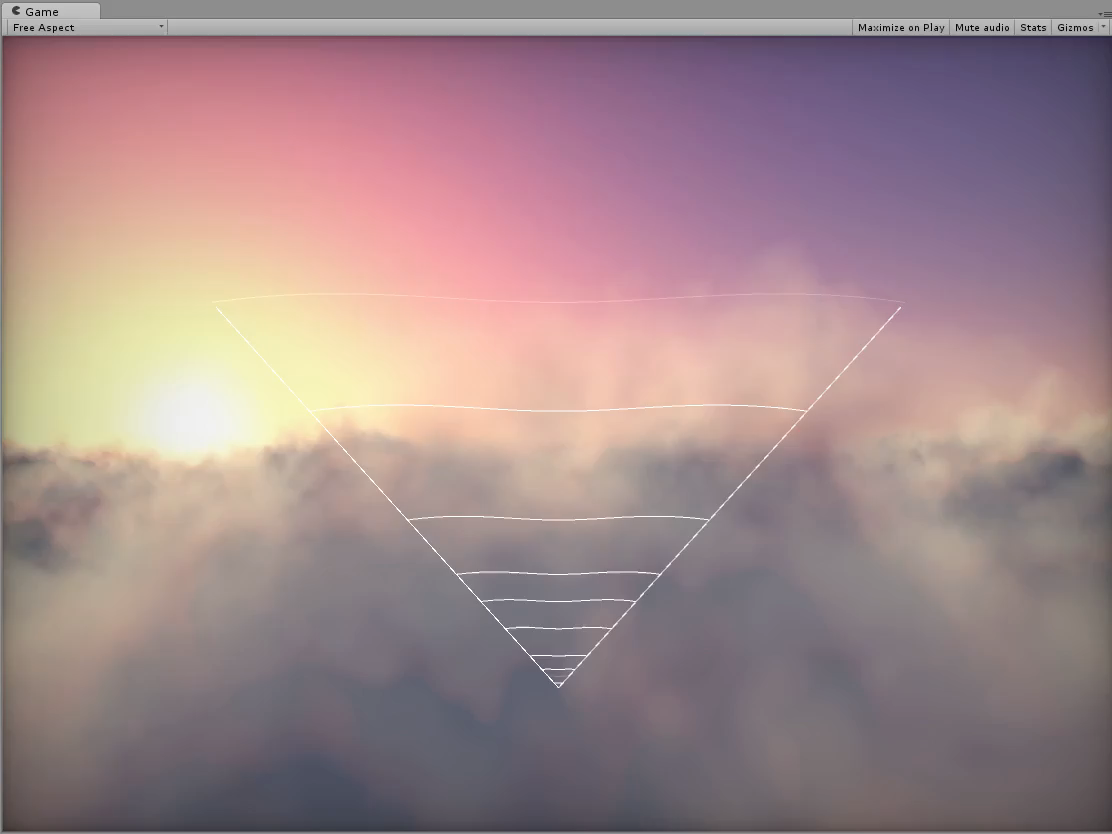 Game
Free Aspect
Maximize on Play
Mute audio
Stats
Gizmos